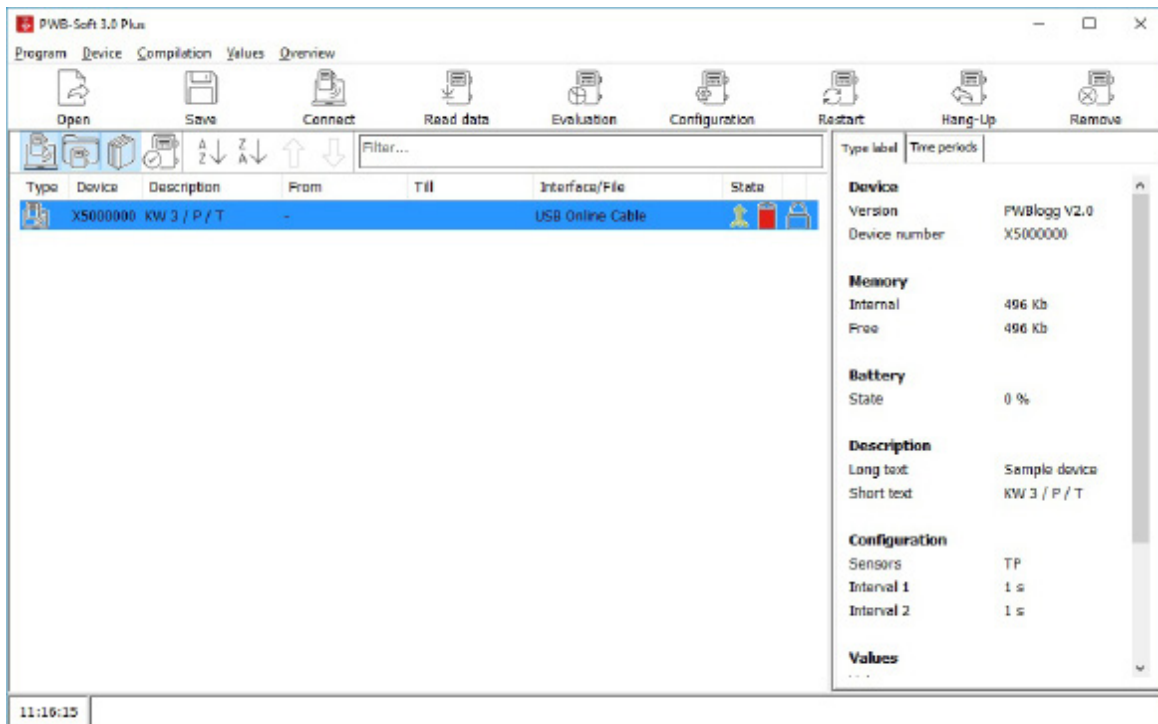 PWB-Soft 3.0 Plus
Program Device Compilation Values Overview
Open Save Connect Read data Evaluation Configuration Restart Hang-Up Remove
A Z Z A Filter...
Type label Time periods
Type Device Description From Till Interface/File State
X5000000 KW 3 / P / T - USB Online Cable
Device
Version PWBlogg V2.0
Device number X5000000
Memory
Internal 496 Kb
Free 496 Kb
Battery
State 0 %
Description
Long text Sample device
Short text KW 3 / P / T
Configuration
Sensors TP
Interval 1 1 s
Interval 2 1 s
Values
11:16:15